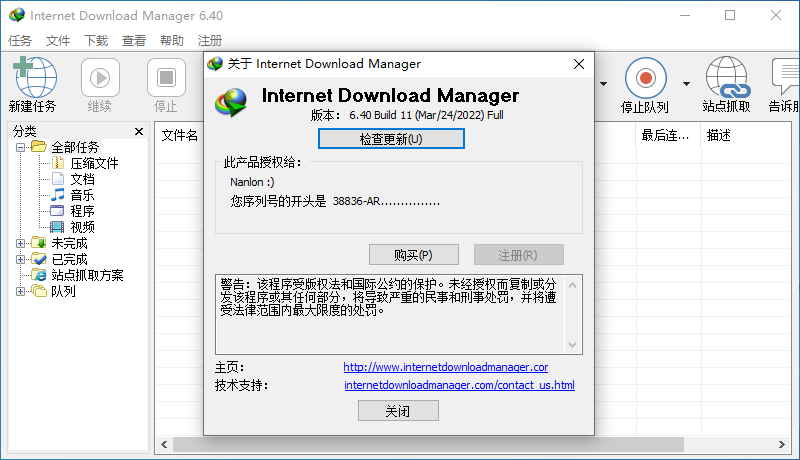 Internet Download Manager 6.40
任务 文件 下载 查看 帮助 注册
新建任务 继续 停止 停止队列 站点抓取
分类
全部任务
压缩文件
文档
音乐
程序
视频
未完成
已完成
站点抓取方案
队列
文件名 最后连... 描述
关于 Internet Download Manager
Internet Download Manager
版本: 6.40 Build 11 (Mar/24/2022) Full
检查更新(U)
此产品授权给:
Nanlon :)
您序列号的开头是 38836-AR...............
购买(P) 注册(R)
警告: 该程序受版权法和国际公约的保护。未经授权而复制或分
发该程序或其任何部分，将导致严重的民事和刑事处罚，并将遭
受法律范围内最大限度的处罚。
主页: http://www.internetdownloadmanager.cor
技术支持: internetdownloadmanager.com/contact_us.html
关闭